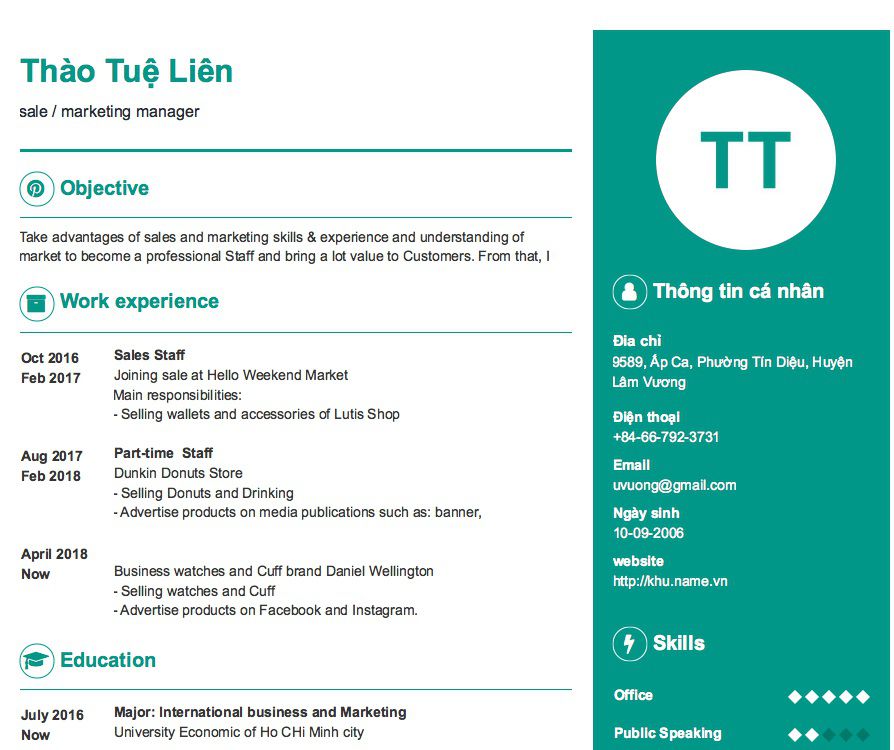 Thào Tuệ Liên
sale / marketing manager
Objective
Take advantages of sales and marketing skills & experience and understanding of
market to become a professional Staff and bring a lot value to Customers. From that, I
Work experience
Oct 2016
Feb 2017
Sales Staff
Joining sale at Hello Weekend Market
Main responsibilities:
- Selling wallets and accessories of Lutis Shop
Aug 2017
Feb 2018
Part-time  Staff
Dunkin Donuts Store
- Selling Donuts and Drinking
- Advertise products on media publications such as: banner,
April 2018
Now
Business watches and Cuff brand Daniel Wellington
- Selling watches and Cuff
- Advertise products on Facebook and Instagram.
Education
July 2016
Now
Major: International business and Marketing
University Economic of Ho CHi Minh city
TT
Thông tin cá nhân
Địa chỉ
9589, Ấp Ca, Phường Tín Diệu, Huyện
Lâm Vương
Điện thoại
+84-66-792-3731
Email
uvuong@gmail.com
Ngày sinh
10-09-2006
website
http://khu.name.vn
Skills
Office
Public Speaking